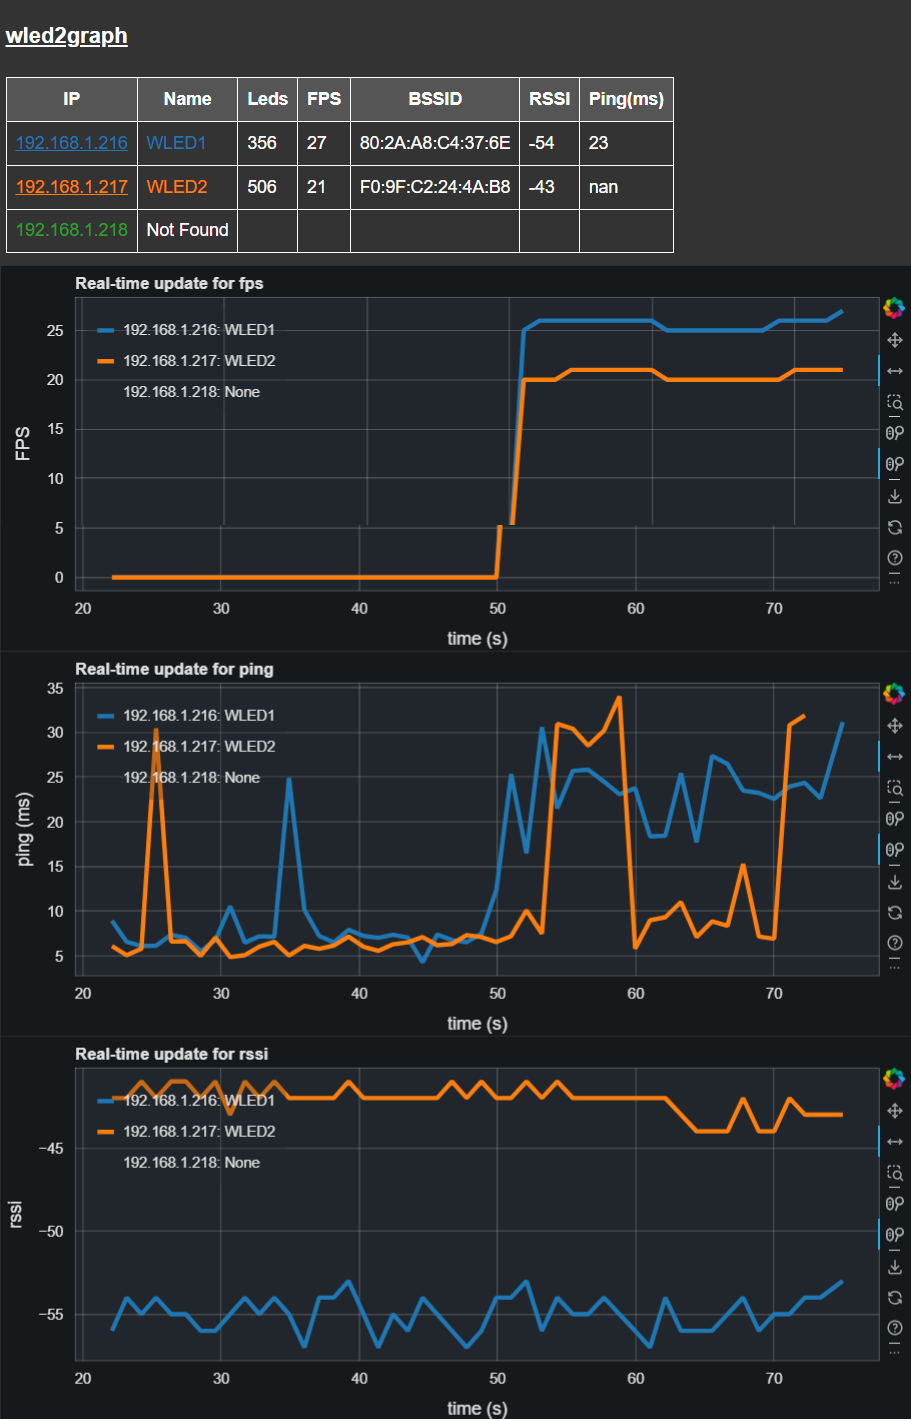 wled2graph
IP Name Leds FPS BSSID RSSI Ping(ms)
192.168.1.216 WLED1 356 27 80:2A:A8:C4:37:6E -54 23
192.168.1.217 WLED2 506 21 F0:9F:C2:24:4A:B8 -43 nan
192.168.1.218 Not Found
Real-time update for fps
192.168.1.216: WLED1
192.168.1.217: WLED2
192.168.1.218: None
25
20
15
10
5
0
FPS
20 30 40 50 60 70
time (s)
Real-time update for ping
192.168.1.216: WLED1
192.168.1.217: WLED2
192.168.1.218: None
35
30
25
20
15
10
5
ping (ms)
20 30 40 50 60 70
time (s)
Real-time update for rssi
192.168.1.216: WLED1
192.168.1.217: WLED2
192.168.1.218: None
−45
−50
−55
rssi
20 30 40 50 60 70
time (s)